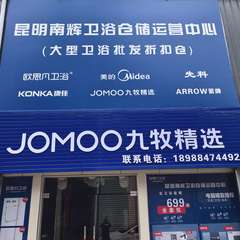 昆明南辉卫浴仓储运营中心
(大型卫浴批发折扣仓)
欧思凡卫浴 美的 Midea 先科
KONKA康佳 JOMOO九牧精选 ARROW箭牌
JOMOO九牧精选
联系电话: 18988474492
699